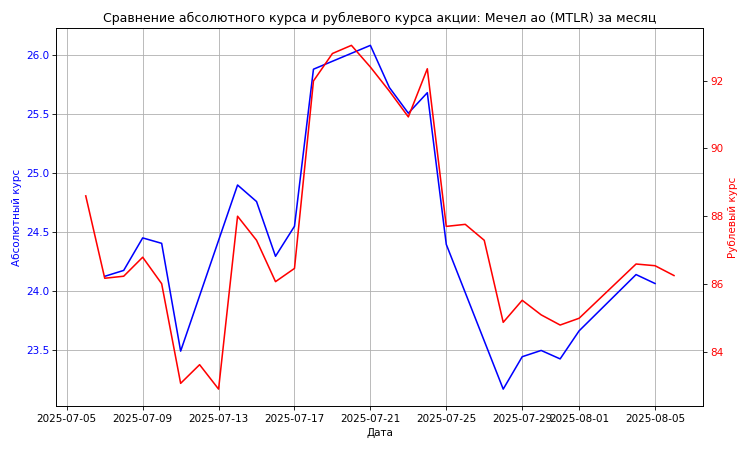 Сравнение абсолютного курса и рублевого курса акции: Мечел ао (MTLR) за месяц
26.0
25.5
25.0
24.5
24.0
23.5
Абсолютный курс
92
90
88
86
84
Рублевый курс
2025-07-05 2025-07-09 2025-07-13 2025-07-17 2025-07-21 2025-07-25 2025-07-29 2025-08-01 2025-08-05
Дата